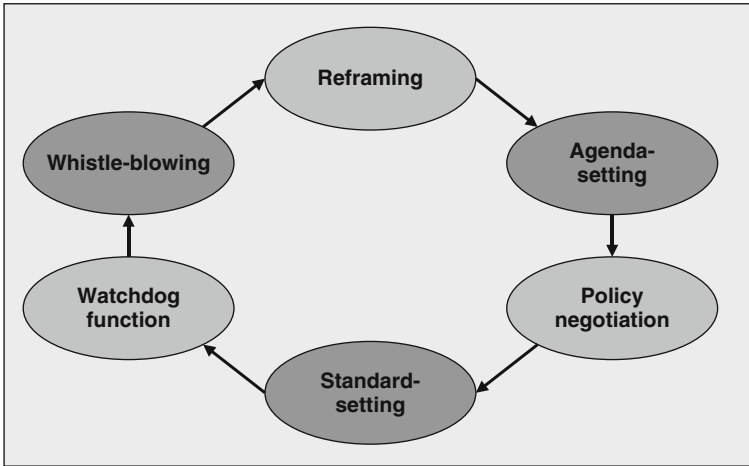 Reframing
Whistle-blowing
Agenda-
setting
Watchdog
function
Policy
negotiation
Standard-
setting